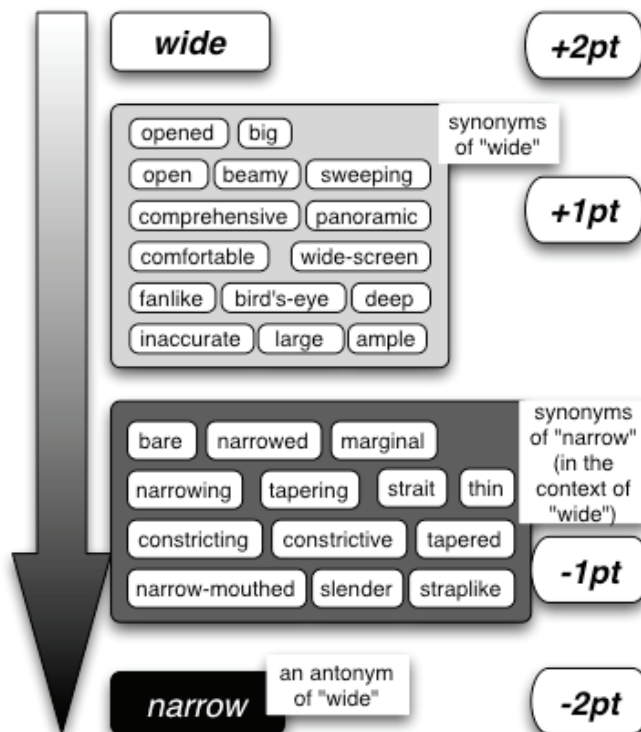 wide
+2pt
synonyms
of "wide"
opened big
open beamy sweeping
comprehensive panoramic
comfortable wide-screen
fanlike bird's-eye deep
inaccurate large ample
+1pt
synonyms
of "narrow"
(in the
context of
"wide")
bare narrowed marginal
narrowing tapering strait thin
constricting constrictive tapered
narrow-mouthed slender straplike
-1pt
an antonym
of "wide"
narrow
-2pt